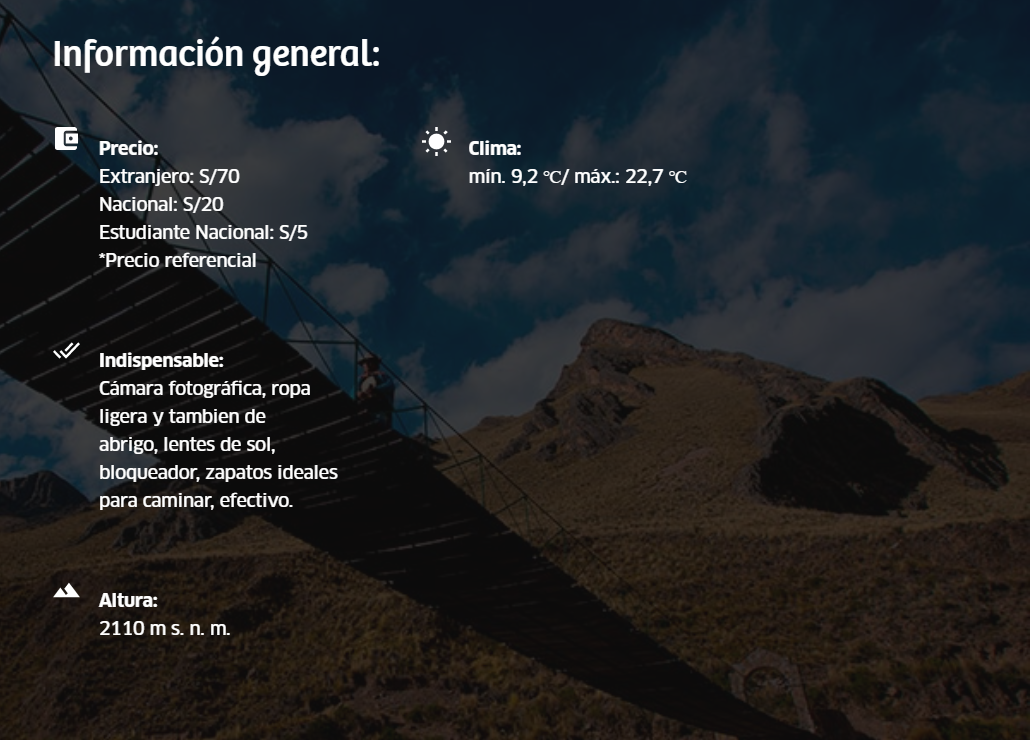 Información general:
Precio:
Extranjero: S/70
Nacional: S/20
Estudiante Nacional: S/5
*Precio referencial
Clima:
mín. 9,2 °C/ máx.: 22,7 °C
Indispensable:
Cámara fotográfica, ropa
ligera y tambien de
abrigo, lentes de sol,
bloqueador, zapatos ideales
para caminar, efectivo.
Altura:
2110 m s. n. m.